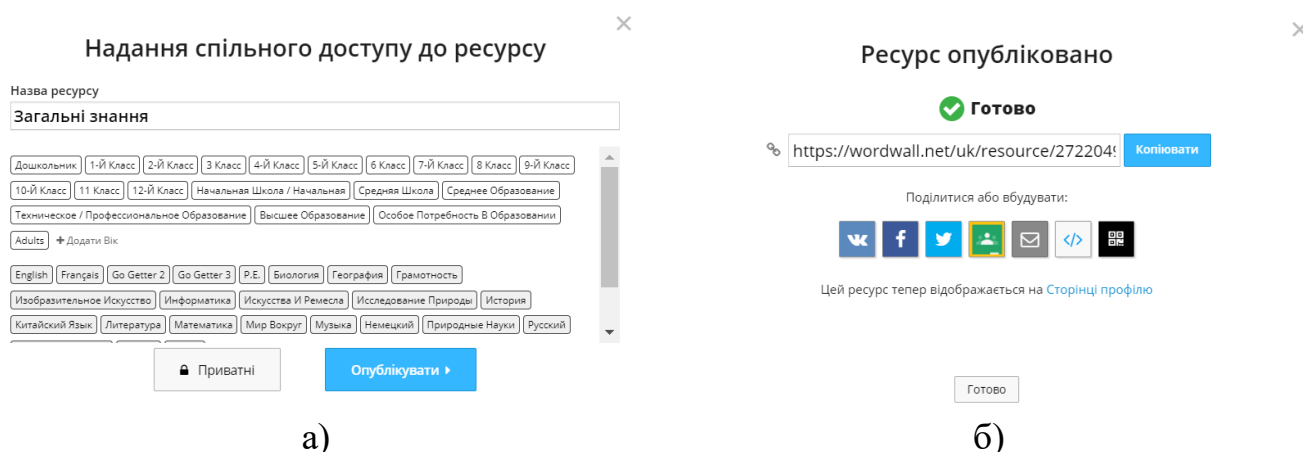 Надання спільного доступу до ресурсу
Назва ресурсу
Загальні знання
Дошкольник 1-Й Класс 2-Й Класс 3 Класс 4-Й Класс 5-Й Класс 6 Класс 7-Й Класс 8 Класс 9-Й Класс
10-Й Класс 11 Класс 12-Й Класс Начальная Школа / Начальная Средняя Школа Среднее Образование
Техническое / Профессиональное Образование Высшее Образование Особое Потребность В Образовании
Adults + Додати Вік
English Français Go Getter 2 Go Getter 3 P.E. Биология География Грамотность
Изобразительное Искусство Информатика Искусства И Ремесла Исследование Природы История
Китайский Язык Литература Математика Мир Вокруг Музыка Немецкий Природные Науки Русский
Приватні Опублікувати
а)
Ресурс опубліковано
Готово
https://wordwall.net/uk/resource/2722049 Копіювати
Поділитися або вбудувати:
Цей ресурс тепер відображається на Сторінці профілю
Готово
б)